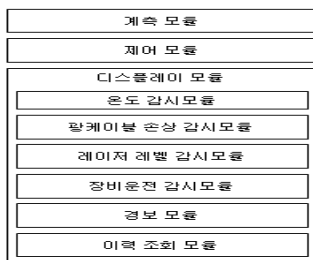 계측 모듈
제어 모듈
디스플레이 모듈
온도 감시모듈
광케이블 손상 감시모듈
레이저 레벨 감시모듈
장비운전 감시모듈
경보 모듈
이력 조회 모듈